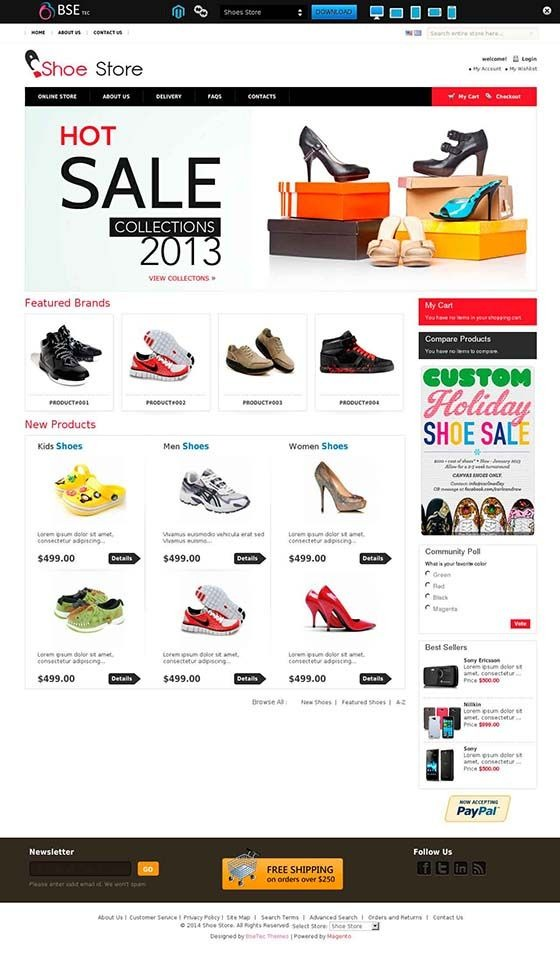 BSE TEC
Shoes Store
DOWNLOAD
HOME
ABOUT US
CONTACT US
Search entire store here...
Shoe Store
welcome!
Login
My Account
My Wishlist
ONLINE STORE
ABOUT US
DELIVERY
FAQS
CONTACTS
My Cart
Checkout
HOT
SALE
COLLECTIONS
2013
VIEW COLLECTONS »
Featured Brands
PRODUCT#001
PRODUCT#002
PRODUCT#003
PRODUCT#004
My Cart
You have no items in your shopping cart.
Compare Products
You have no items to compare.
CUSTOM
Holiday
SHOE SALE
CANVAS SHOES ONLY.
New Products
Kids Shoes
Men Shoes
Women Shoes
Lorem ipsum dolor sit amet,
consectetur adipiscing...
Vivamus euismodo vehicula erat sed
Vivamus euismo...
Lorem ipsum dolor sit amet,
consectetur adipiscing...
$499.00
Details
$499.00
Details
$499.00
Details
Lorem ipsum dolor sit amet,
consectetur adipiscing...
Lorem ipsum dolor sit amet,
consectetur adipiscing...
Lorem ipsum dolor sit amet,
consectetur adipiscing...
$499.00
Details
$499.00
Details
$499.00
Details
Browse All :
New Shoes |
Featured Shoes |
A-Z
Community Poll
What is your favorite color
Green
Red
Black
Magenta
Vote
Best Sellers
Sony Ericsson
Lorem ipsum dolor sit
amet, consectetur ...
Price $500.00
Nillkin
Lorem ipsum dolor sit
amet, consectetur ...
Price $999.00
Sony
Lorem ipsum dolor sit
amet, consectetur ...
Price $500.00
NOW ACCEPTING
PayPal
Newsletter
GO
Please enter valid email id. We won't spam.
FREE SHIPPING
on orders over $250
Follow Us
About Us | Customer Service | Privacy Policy | Site Map | Search Terms | Advanced Search | Orders and Returns | Contact Us
© 2014 Shoe Store. All Rights Reserved. Select Store: Shoe Store
Designed by BseTec Themes | Powered by Magento